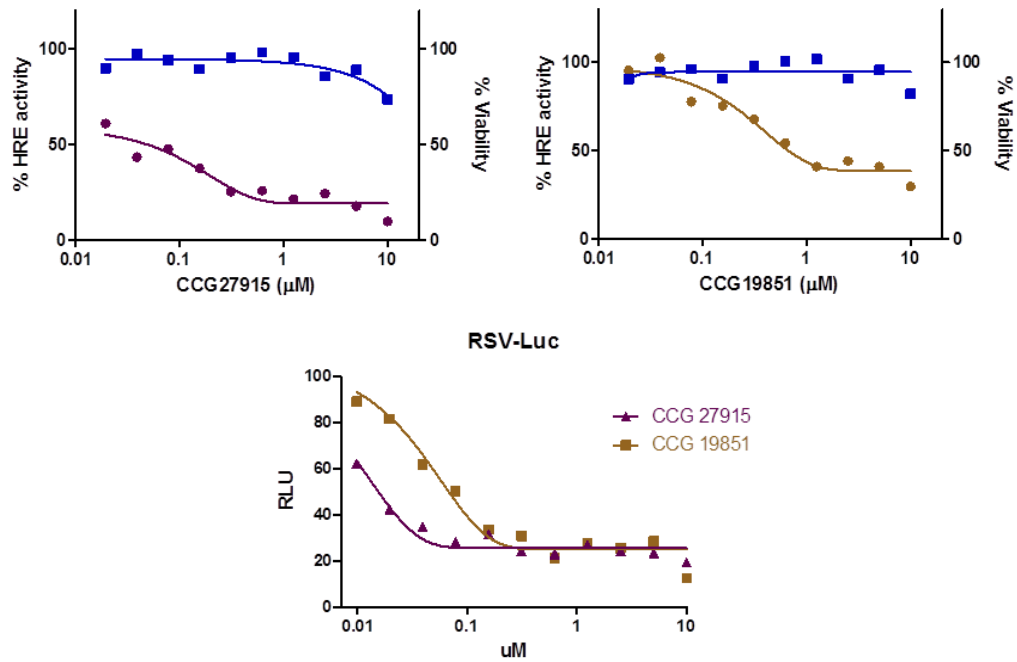 % HRE activity
100
50
0
100
50
0
% Viability
0.01
0.1
1
10
CCG27915 (μM)
% HRE activity
100
50
0
100
50
0
% Viability
0.01
0.1
1
10
CCG19851 (μM)
RSV-Luc
RLU
100
80
60
40
20
0
0.01
0.1
1
10
uM
CCG 27915
CCG 19851